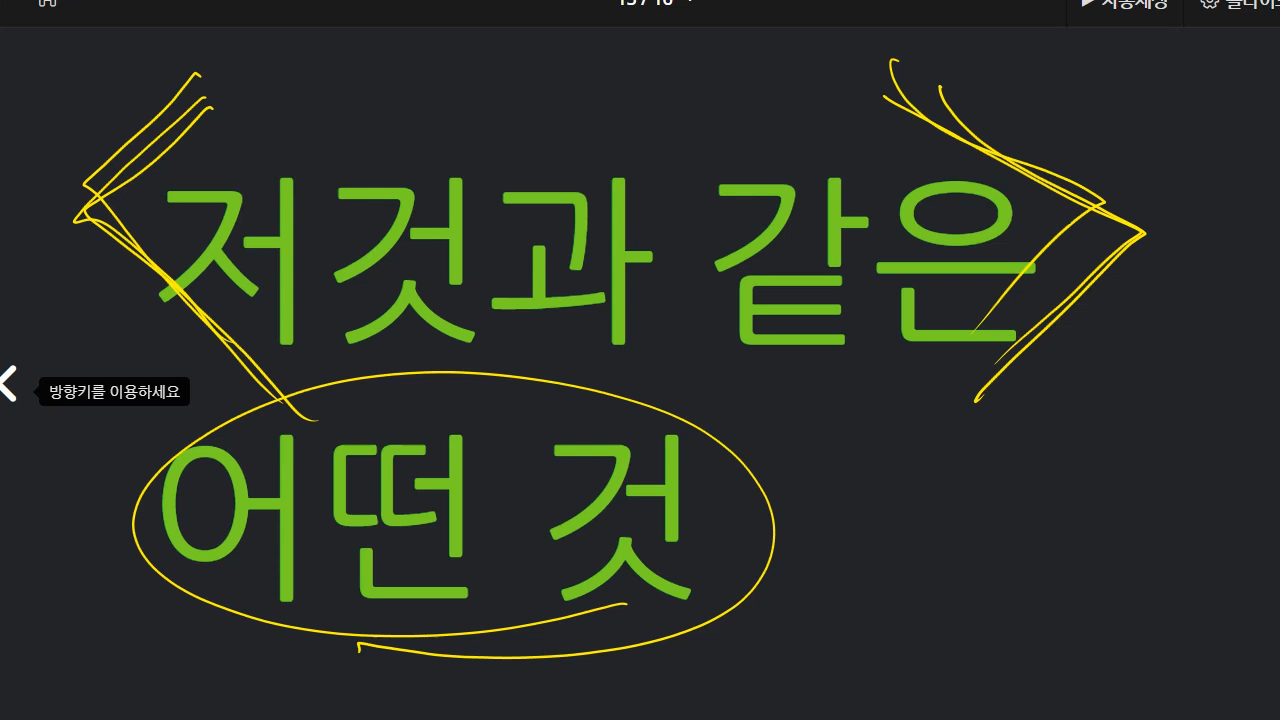 저것과 같은
방향키를 이용하세요
어떤 것